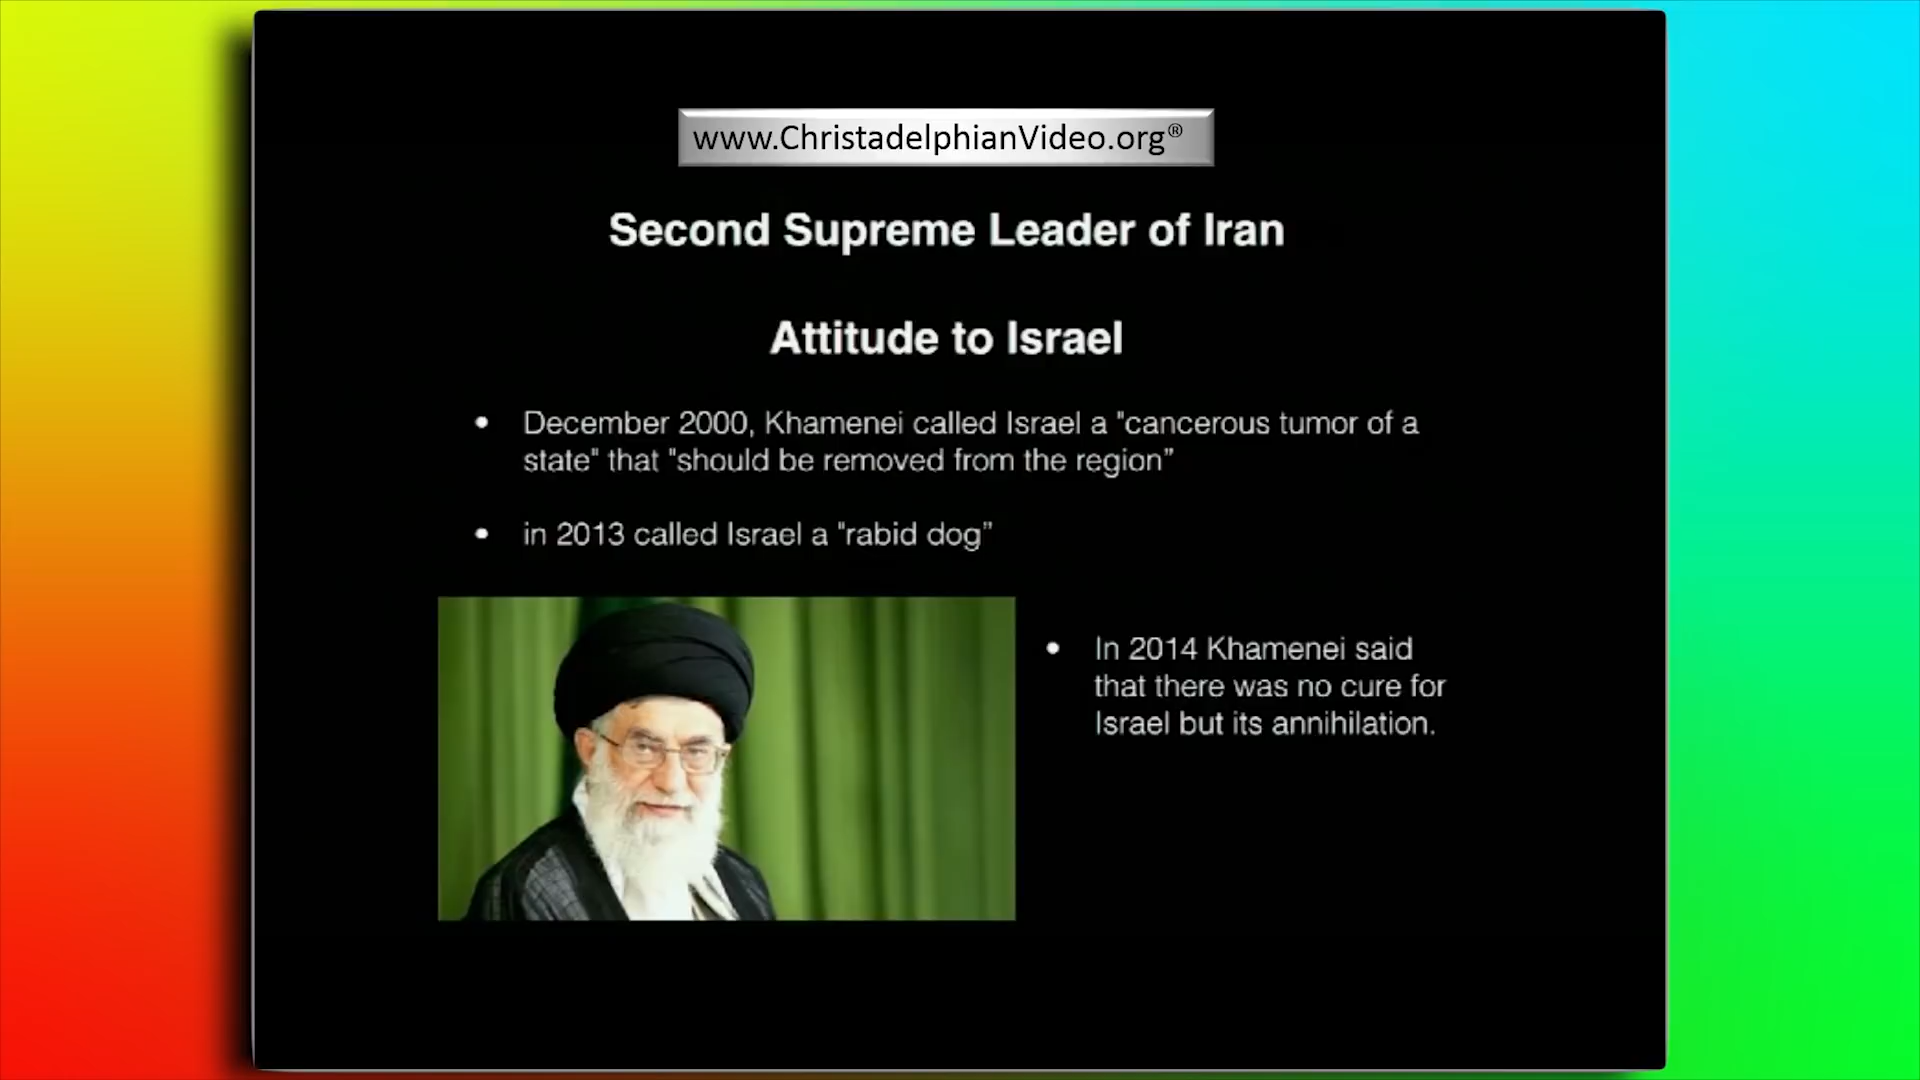 www.ChristadelphianVideo.org®
Second Supreme Leader of Iran
Attitude to Israel
• December 2000, Khamenei called Israel a "cancerous tumor of a
state" that "should be removed from the region”
• in 2013 called Israel a "rabid dog”
• In 2014 Khamenei said
that there was no cure for
Israel but its annihilation.